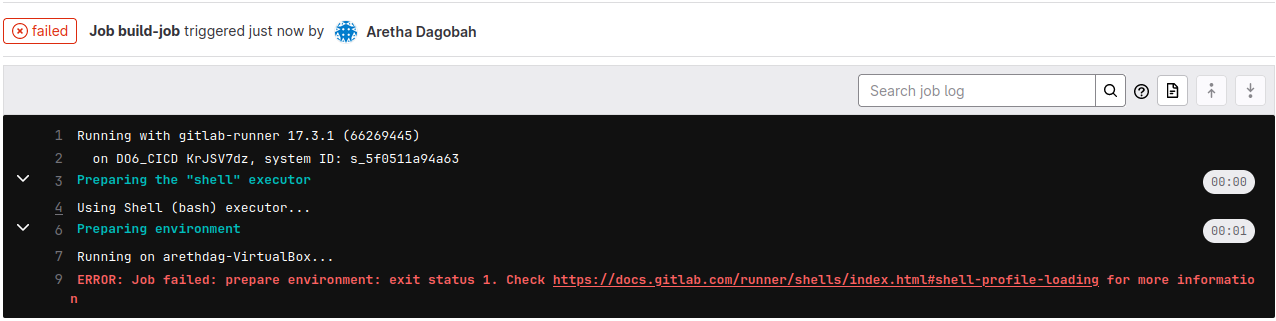 failed Job build-job triggered just now by Aretha Dagobah
Search job log
1 Running with gitlab-runner 17.3.1 (66269445)
2 on DO6_CICD KrJSV7dz, system ID: s_5f0511a94a63
3 Preparing the "shell" executor 00:00
4 Using Shell (bash) executor...
6 Preparing environment 00:01
7 Running on arethdag-VirtualBox...
9 ERROR: Job failed: prepare environment: exit status 1. Check https://docs.gitlab.com/runner/shells/index.html#shell-profile-loading for more informatio
n